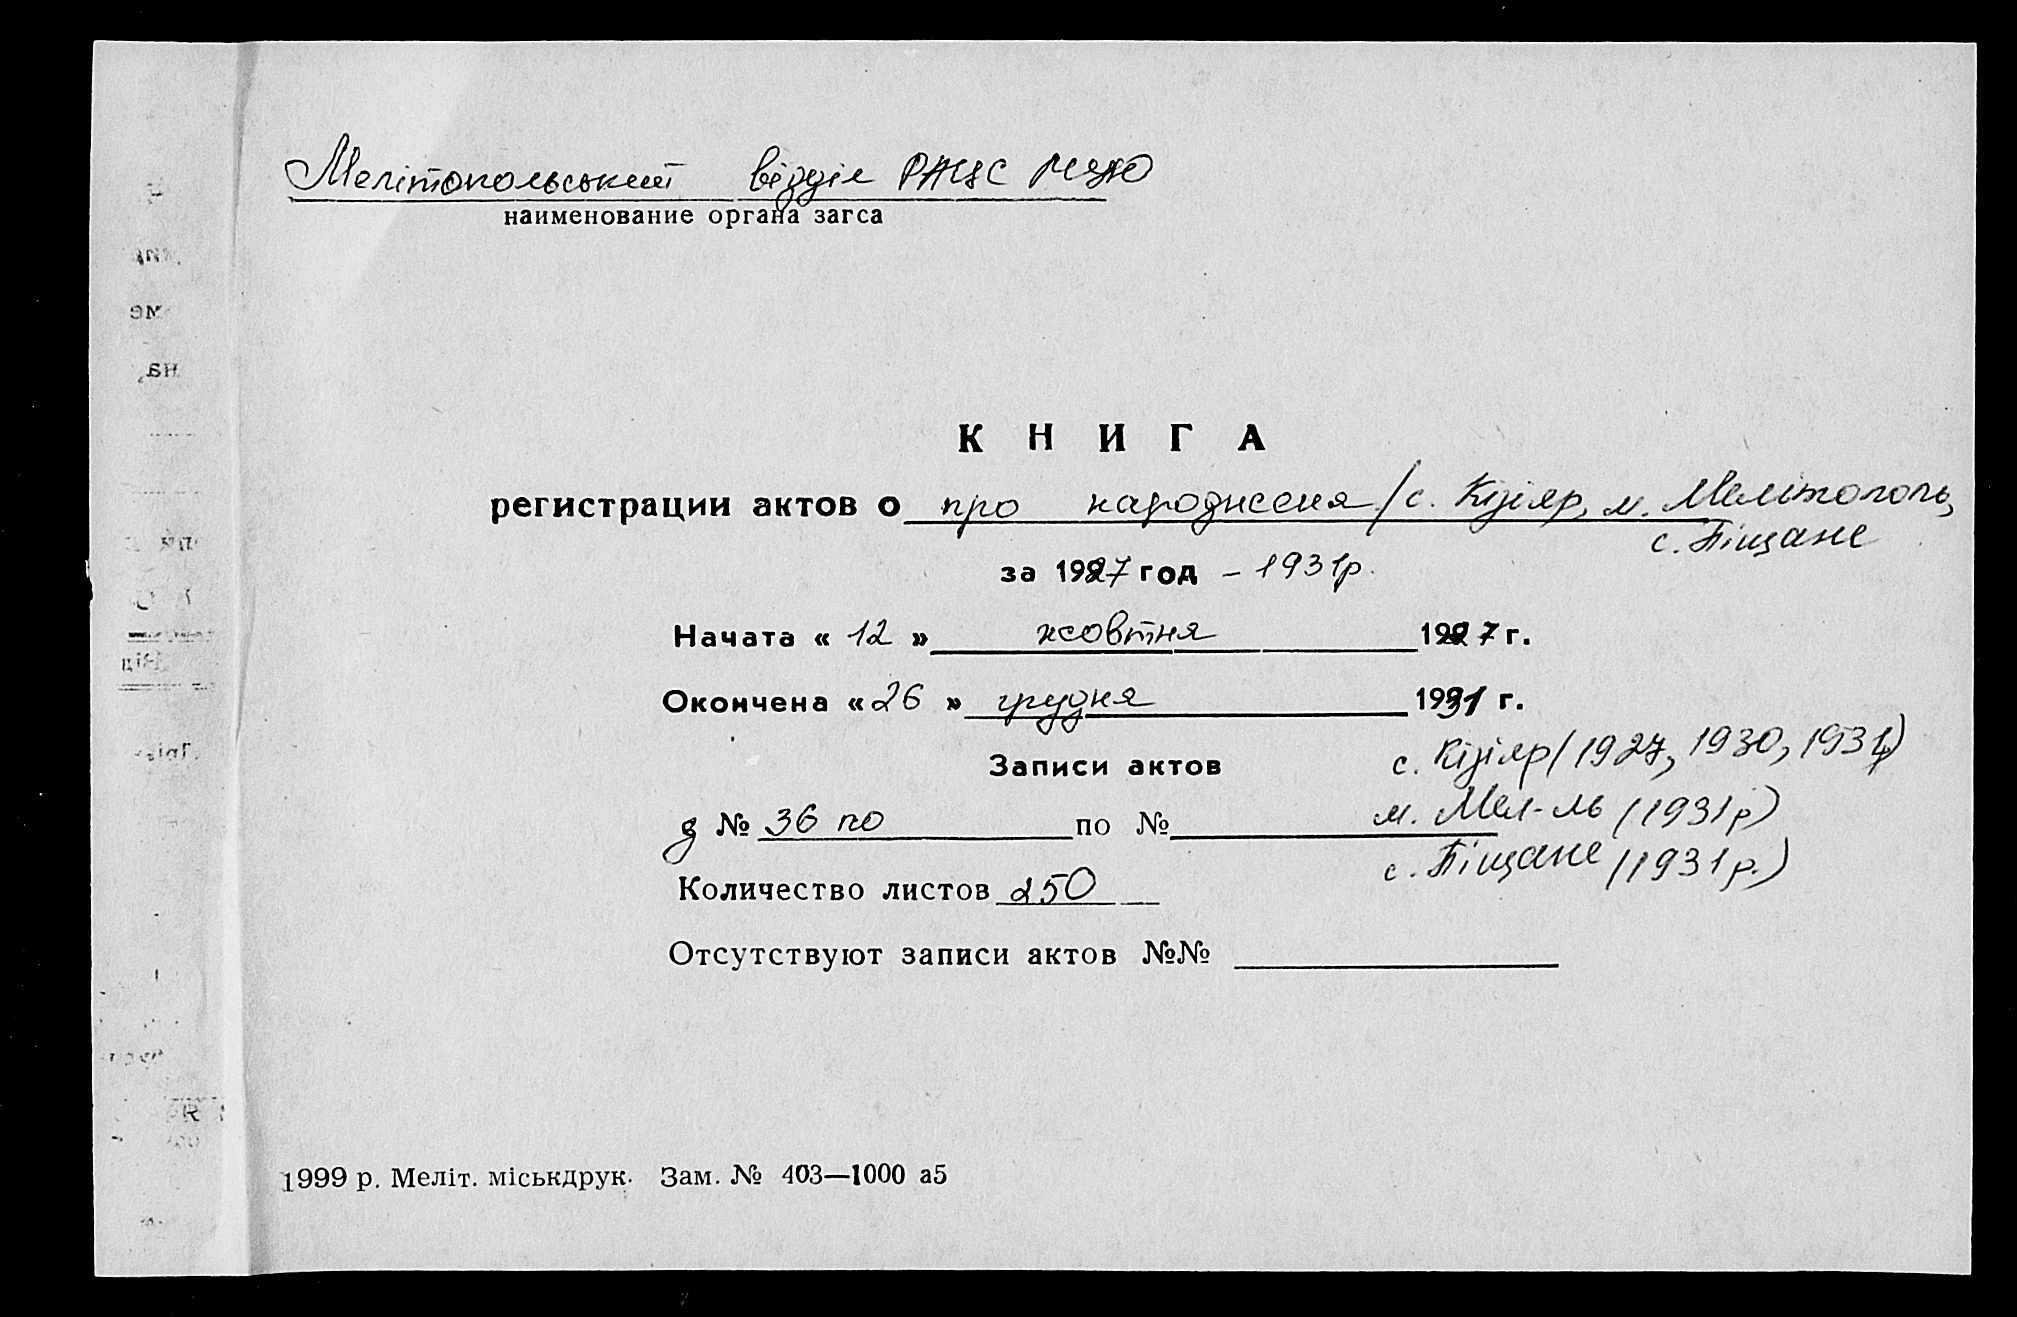 Мелітопольський відділ РАЦС МЮ
наименование органа загса
КНИГА
регистрации актов о про народження /с. Кізіяр, м. Мелітополь,
с. Піщане
за 1927 год - 1931р.
Начата « 12 » жовтня 1927 г.
Окончена « 26 » грудня 1931 г.
Записи актов с. Кізіяр (1927, 1930, 1931р)
м. Мел-ль (1931р)
з № 36 по по №
с. Піщане (1931р.)
Количество листов 250
Отсутствуют записи актов №№
1999 р. Меліт. міськдрук. Зам. № 403—1000 а5